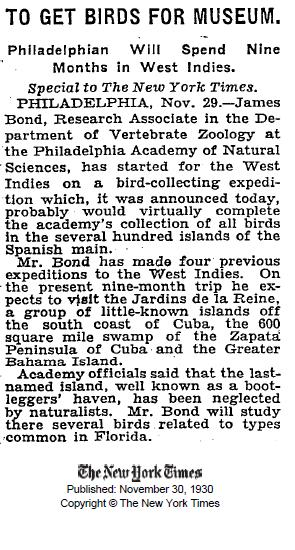 TO GET BIRDS FOR MUSEUM.
Philadelphian Will Spend Nine
Months in West Indies.
Special to The New York Times.
PHILADELPHIA, Nov. 29.—James
Bond, Research Associate in the De-
partment of Vertebrate Zoology at
the Philadelphia Academy of Natural
Sciences, has started for the West
Indies on a bird-collecting expedi-
tion which, it was announced today,
probably would virtually complete
the academy's collection of all birds
in the several hundred islands of the
Spanish main.
Mr. Bond has made four previous
expeditions to the West Indies. On
the present nine-month trip he ex-
pects to visit the Jardins de la Reine,
a group of little-known islands off
the south coast of Cuba, the 600
square mile swamp of the Zapata
Peninsula of Cuba and the Greater
Bahama Island.
Academy officials said that the last-
named island, well known as a boot-
leggers' haven, has been neglected
by naturalists. Mr. Bond will study
there several birds related to types
common in Florida.
The New York Times
Published: November 30, 1930
Copyright © The New York Times